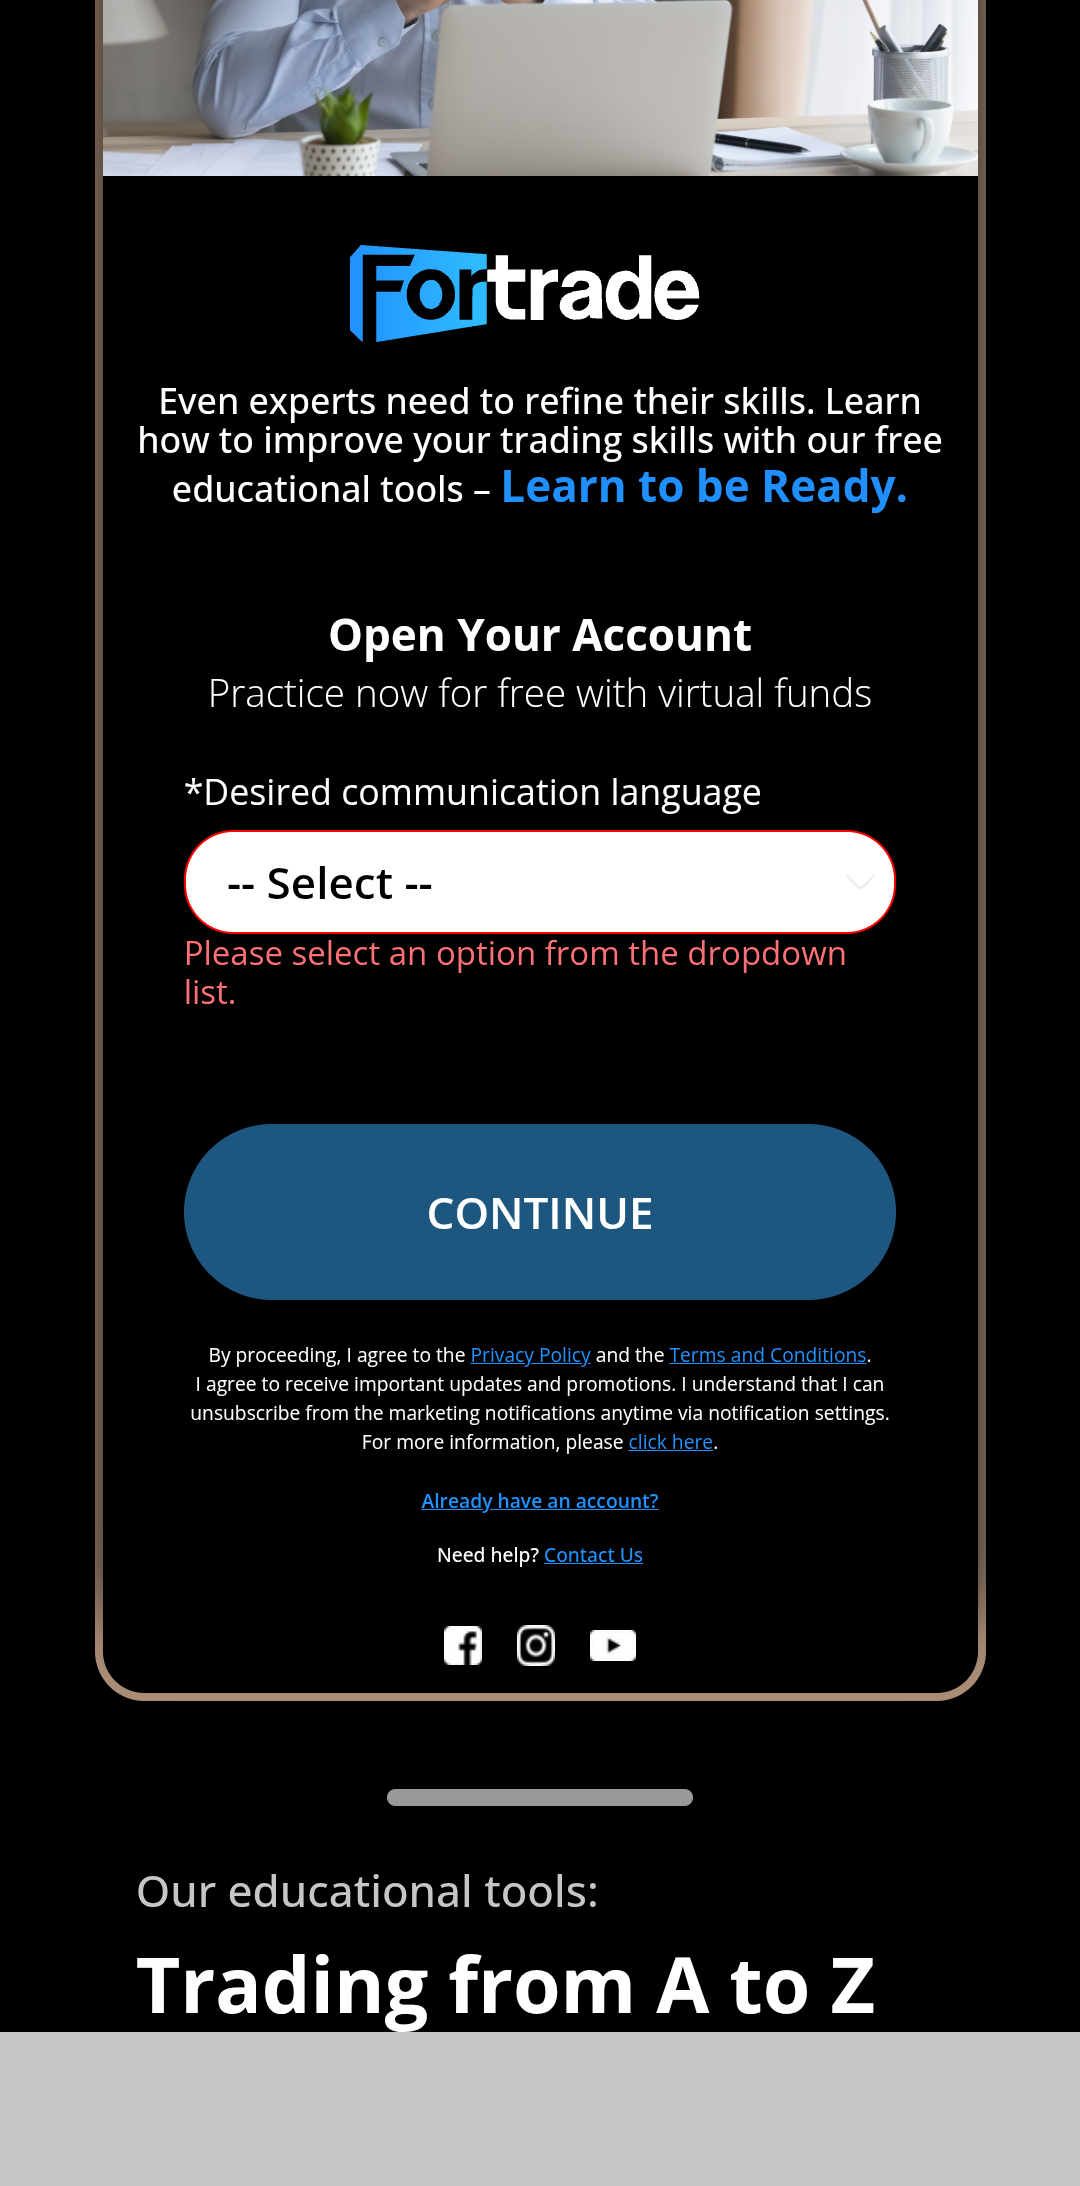 Fortrade
Even experts need to refine their skills. Learn
how to improve your trading skills with our free
educational tools – Learn to be Ready.
Open Your Account
Practice now for free with virtual funds
*Desired communication language
-- Select --
Please select an option from the dropdown
list.
CONTINUE
By proceeding, I agree to the Privacy Policy and the Terms and Conditions.
I agree to receive important updates and promotions. I understand that I can
unsubscribe from the marketing notifications anytime via notification settings.
For more information, please click here.
Already have an account?
Need help? Contact Us
Our educational tools:
Trading from A to Z